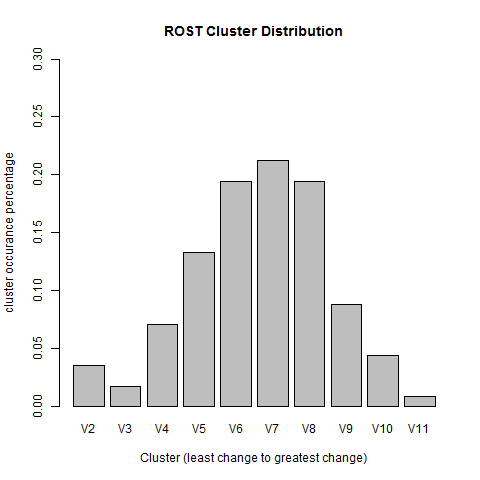 ROST Cluster Distribution
cluster occurance percentage
0.30
0.25
0.20
0.15
0.10
0.05
0.00
V2 V3 V4 V5 V6 V7 V8 V9 V10 V11
Cluster (least change to greatest change)